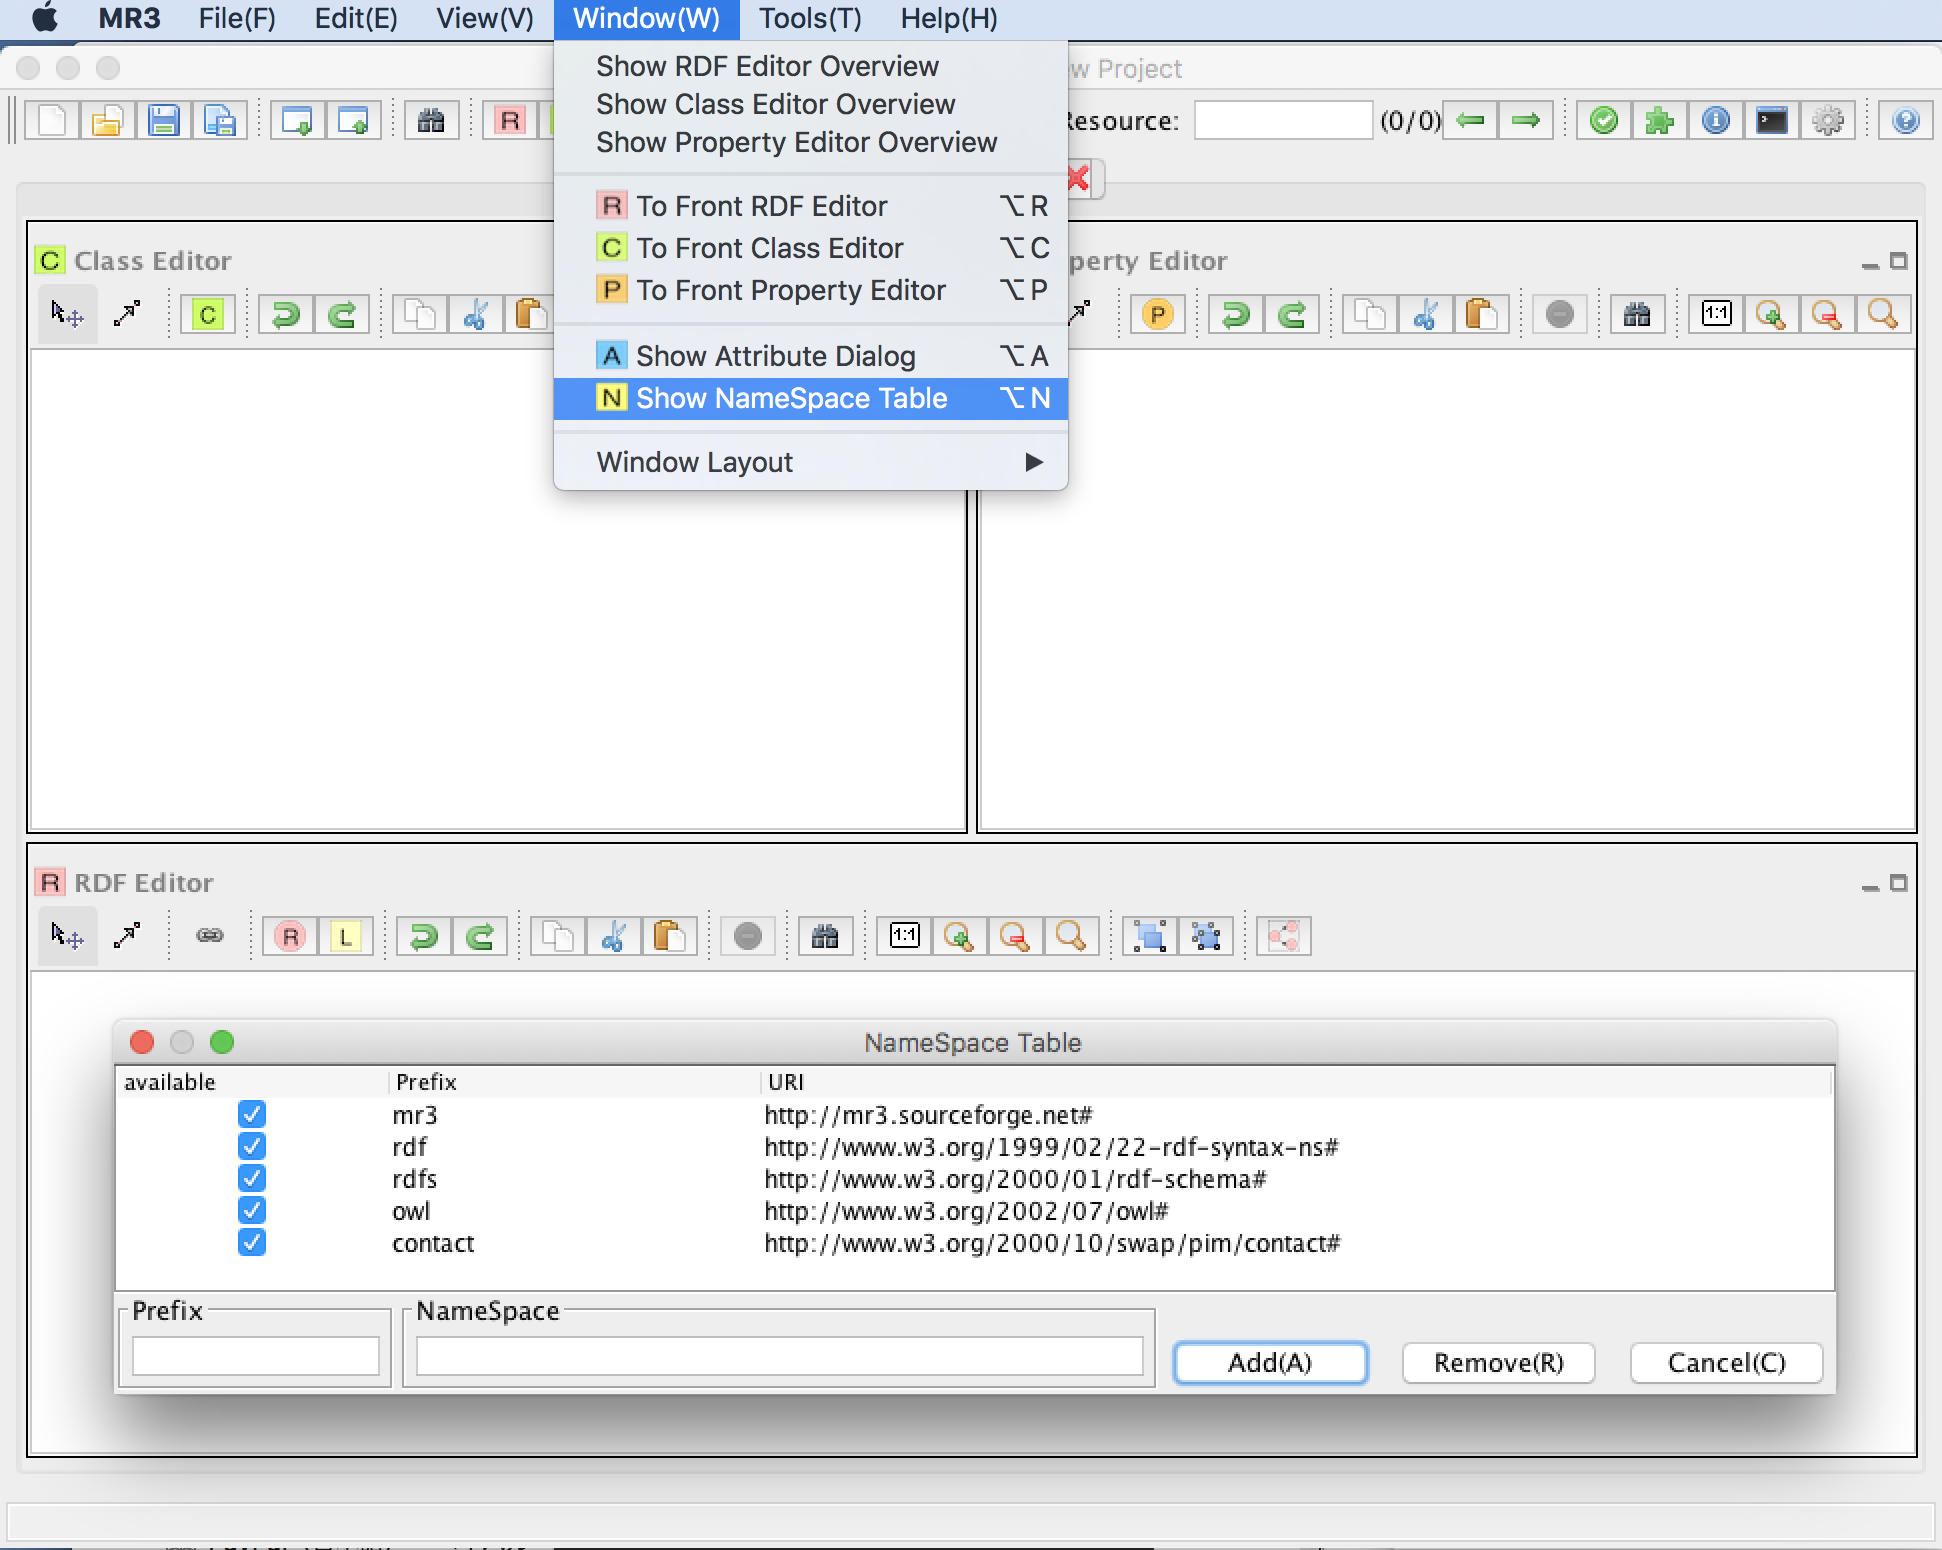 MR3 File(F) Edit(E) View(V) Window(W) Tools(T) Help(H)
Show RDF Editor Overview
Show Class Editor Overview
Show Property Editor Overview
R To Front RDF Editor ⌥R
C To Front Class Editor ⌥C
P To Front Property Editor ⌥P
A Show Attribute Dialog ⌥A
N Show NameSpace Table ⌥N
Window Layout ▶
w Project
R
Resource: (0/0)
C Class Editor
C
perty Editor
P 1:1
R RDF Editor
R L 1:1
NameSpace Table
available Prefix URI
mr3 http://mr3.sourceforge.net#
rdf http://www.w3.org/1999/02/22-rdf-syntax-ns#
rdfs http://www.w3.org/2000/01/rdf-schema#
owl http://www.w3.org/2002/07/owl#
contact http://www.w3.org/2000/10/swap/pim/contact#
Prefix NameSpace
Add(A) Remove(R) Cancel(C)